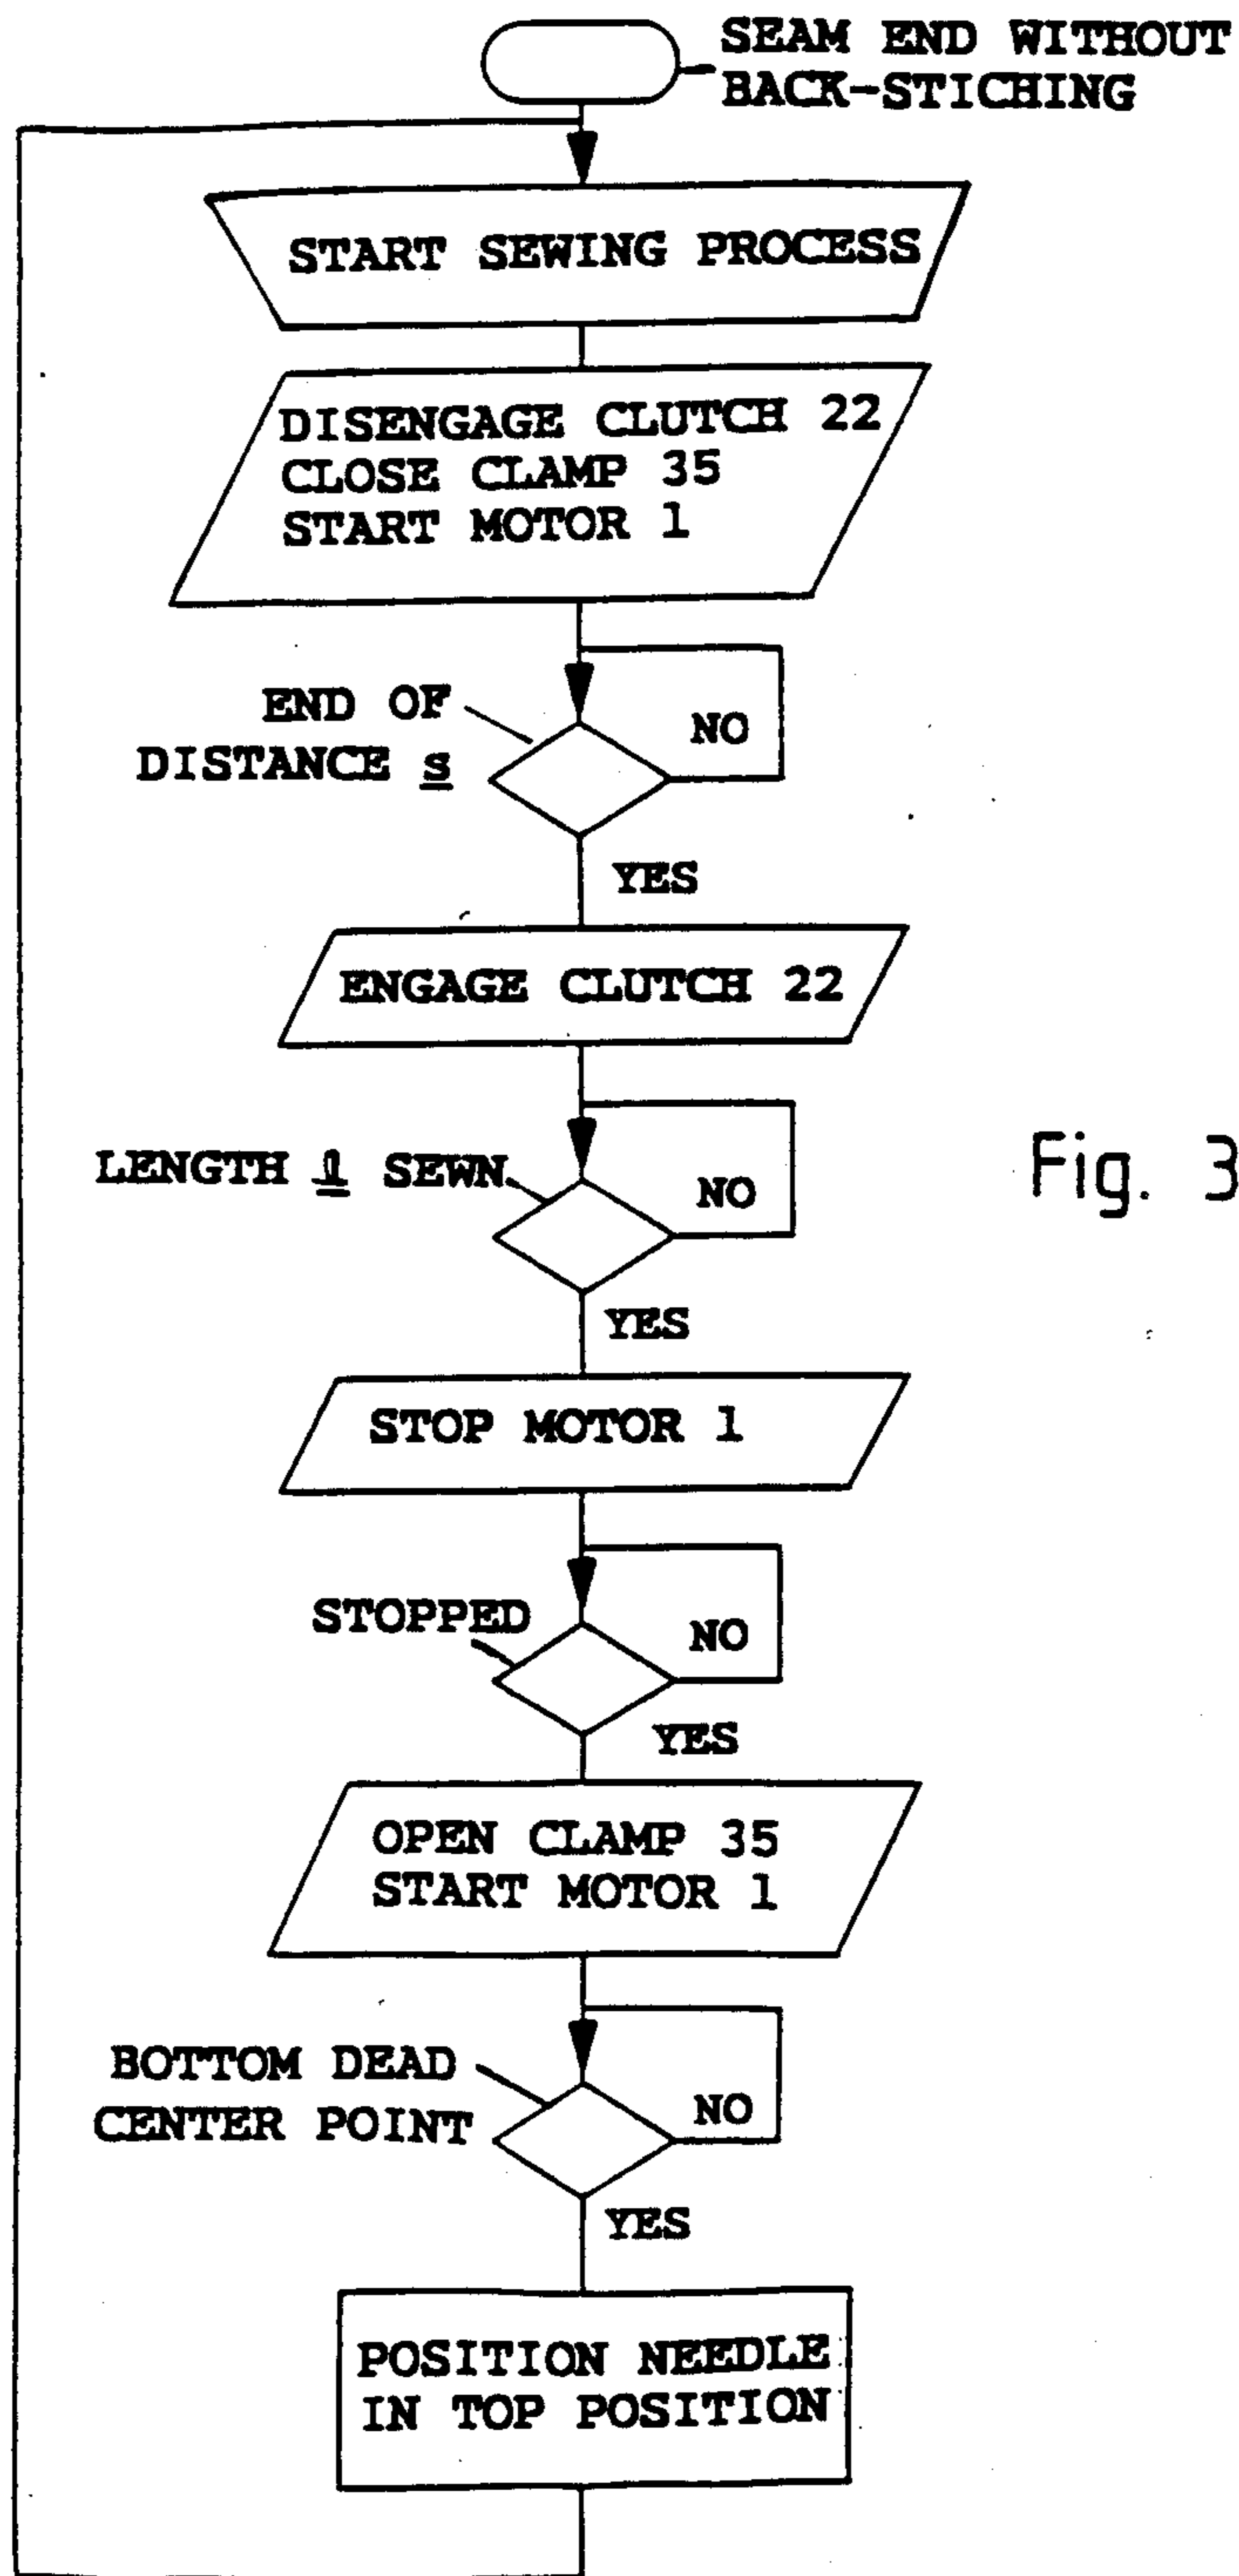 SEAM END WITHOUT
BACK-STICHING
START SEWING PROCESS
DISENGAGE CLUTCH 22
CLOSE CLAMP 35
START MOTOR 1
END OF
DISTANCE s
NO
YES
ENGAGE CLUTCH 22
LENGTH l SEWN
NO
YES
Fig. 3
STOP MOTOR 1
STOPPED
NO
YES
OPEN CLAMP 35
START MOTOR 1
BOTTOM DEAD
CENTER POINT
NO
YES
POSITION NEEDLE
IN TOP POSITION